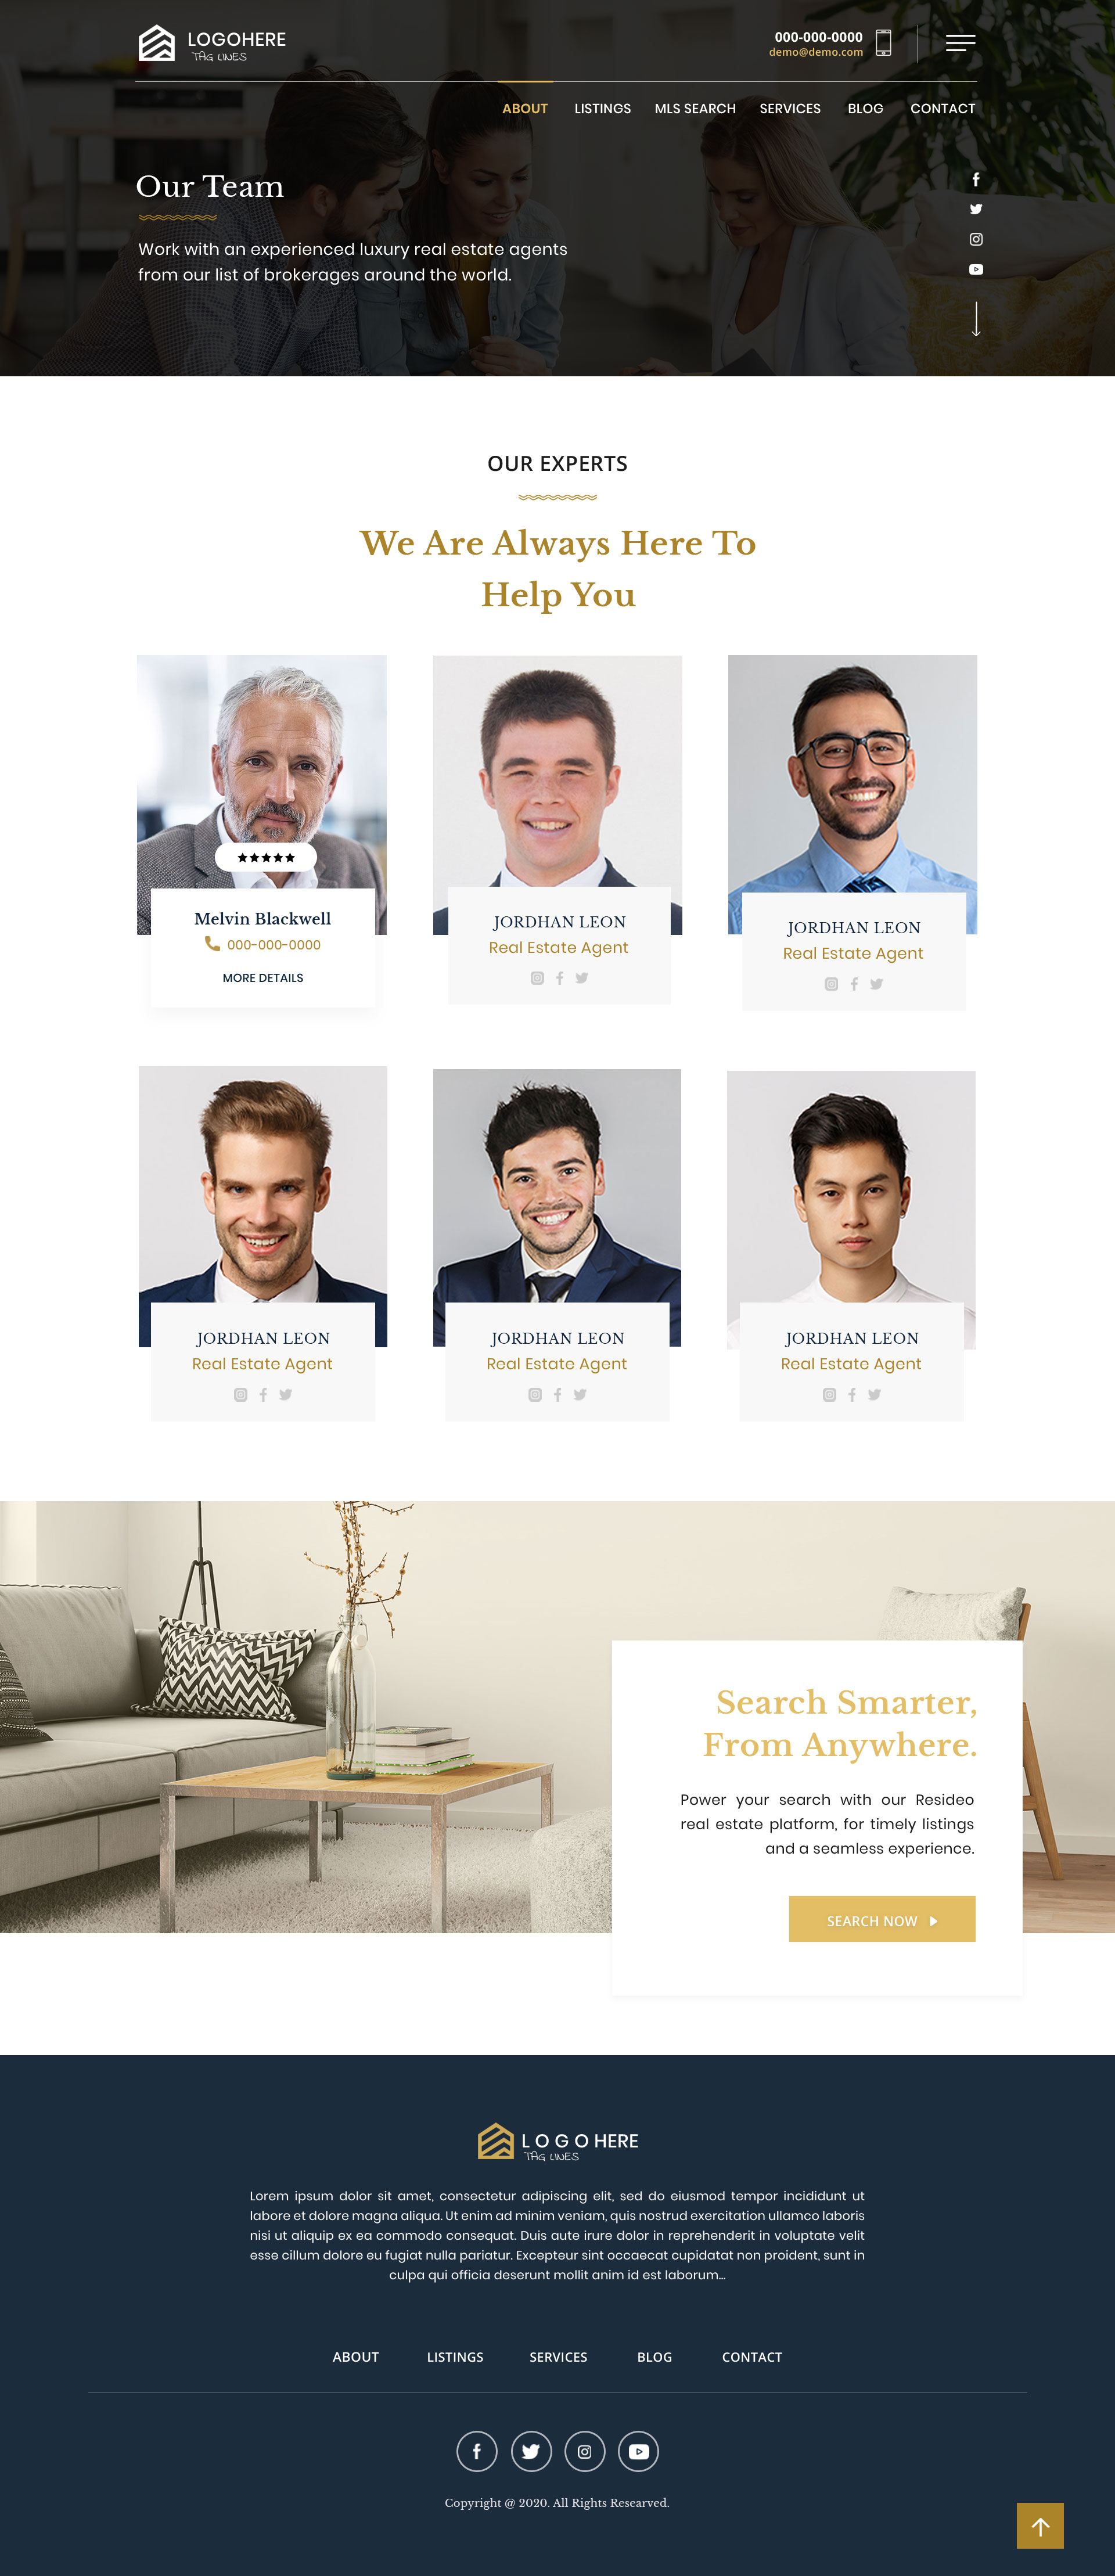 LOGOHERE
TAG LINES
000-000-0000
demo@demo.com
ABOUT LISTINGS MLS SEARCH SERVICES BLOG CONTACT
Our Team
Work with an experienced luxury real estate agents
from our list of brokerages around the world.
OUR EXPERTS
We Are Always Here To
Help You
Melvin Blackwell
000-000-0000
MORE DETAILS
JORDHAN LEON
Real Estate Agent
JORDHAN LEON
Real Estate Agent
JORDHAN LEON
Real Estate Agent
JORDHAN LEON
Real Estate Agent
JORDHAN LEON
Real Estate Agent
Search Smarter,
From Anywhere.
Power your search with our Resideo
real estate platform, for timely listings
and a seamless experience.
SEARCH NOW
LOGOHERE
TAG LINES
Lorem ipsum dolor sit amet, consectetur adipiscing elit, sed do eiusmod tempor incididunt ut
labore et dolore magna aliqua. Ut enim ad minim veniam, quis nostrud exercitation ullamco laboris
nisi ut aliquip ex ea commodo consequat. Duis aute irure dolor in reprehenderit in voluptate velit
esse cillum dolore eu fugiat nulla pariatur. Excepteur sint occaecat cupidatat non proident, sunt in
culpa qui officia deserunt mollit anim id est laborum...
ABOUT LISTINGS SERVICES BLOG CONTACT
Copyright @ 2020. All Rights Researved.